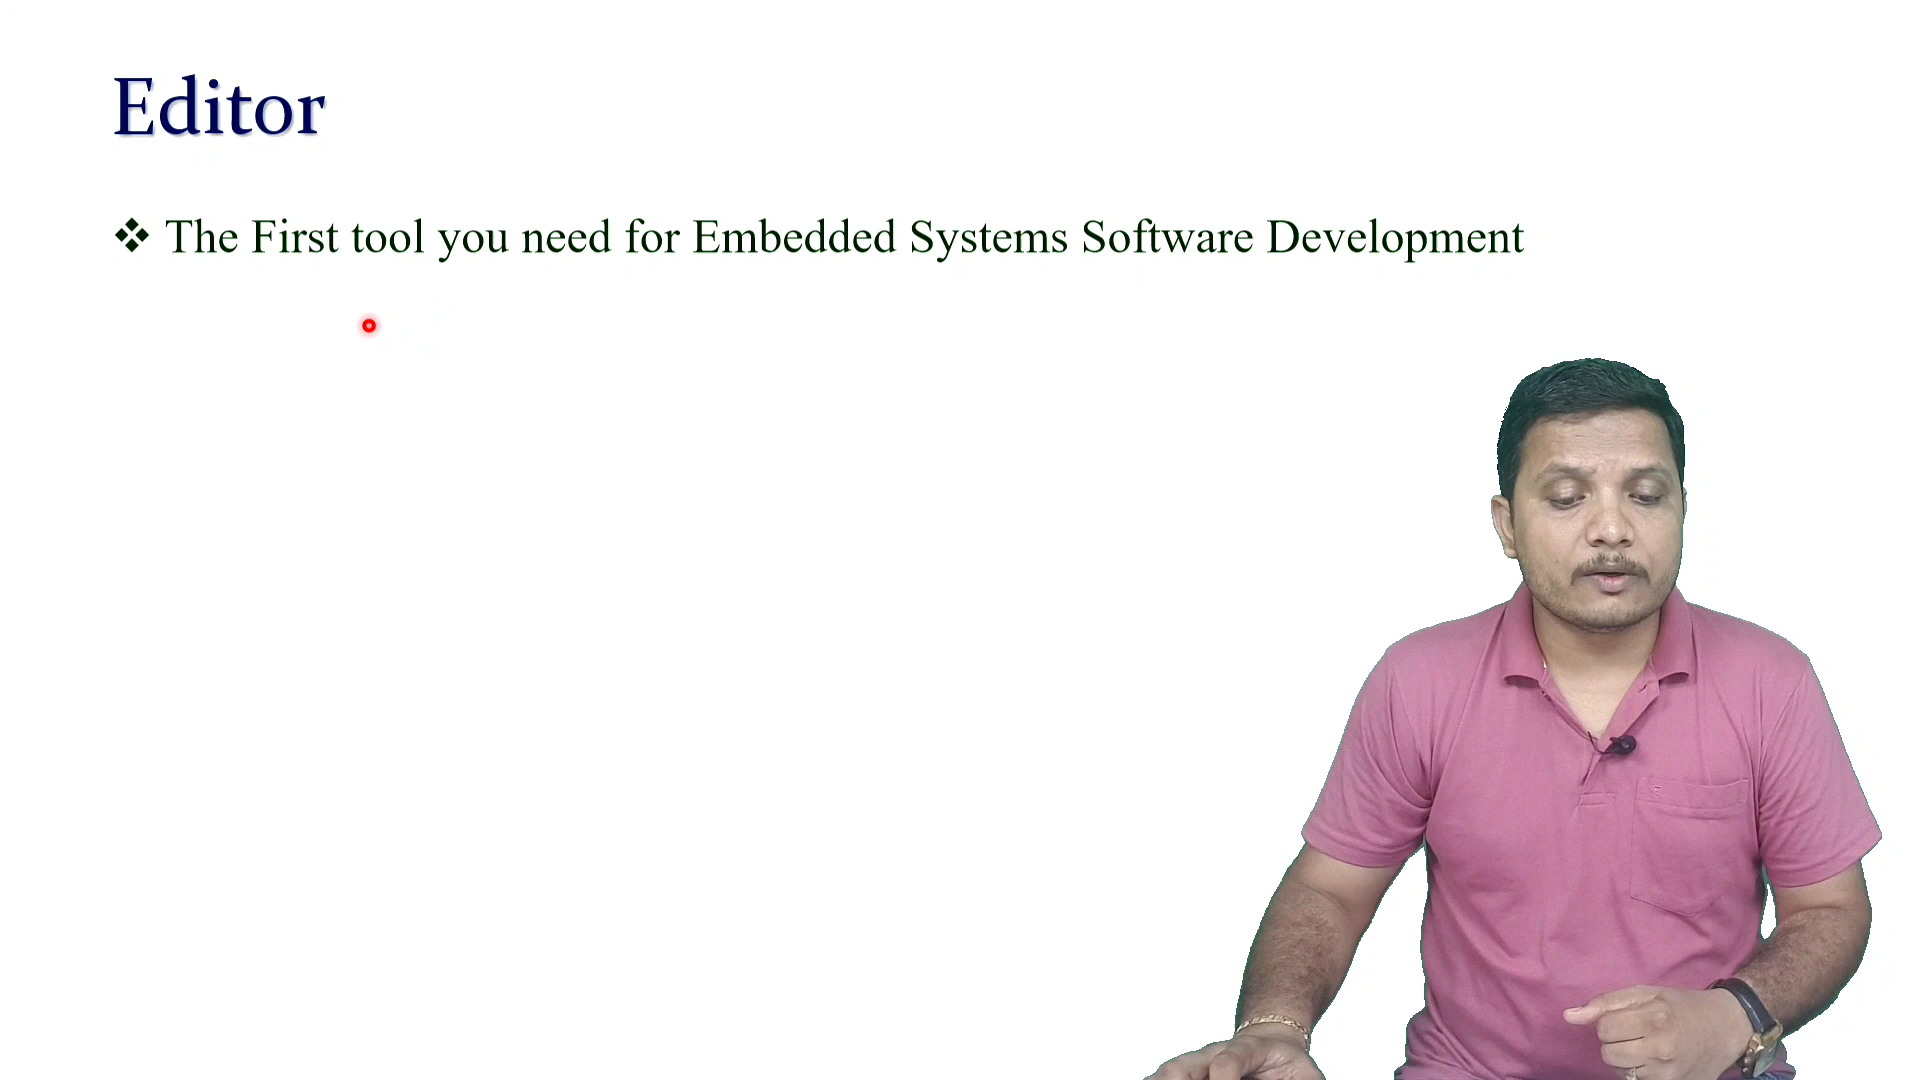 Editor
❖ The First tool you need for Embedded Systems Software Development